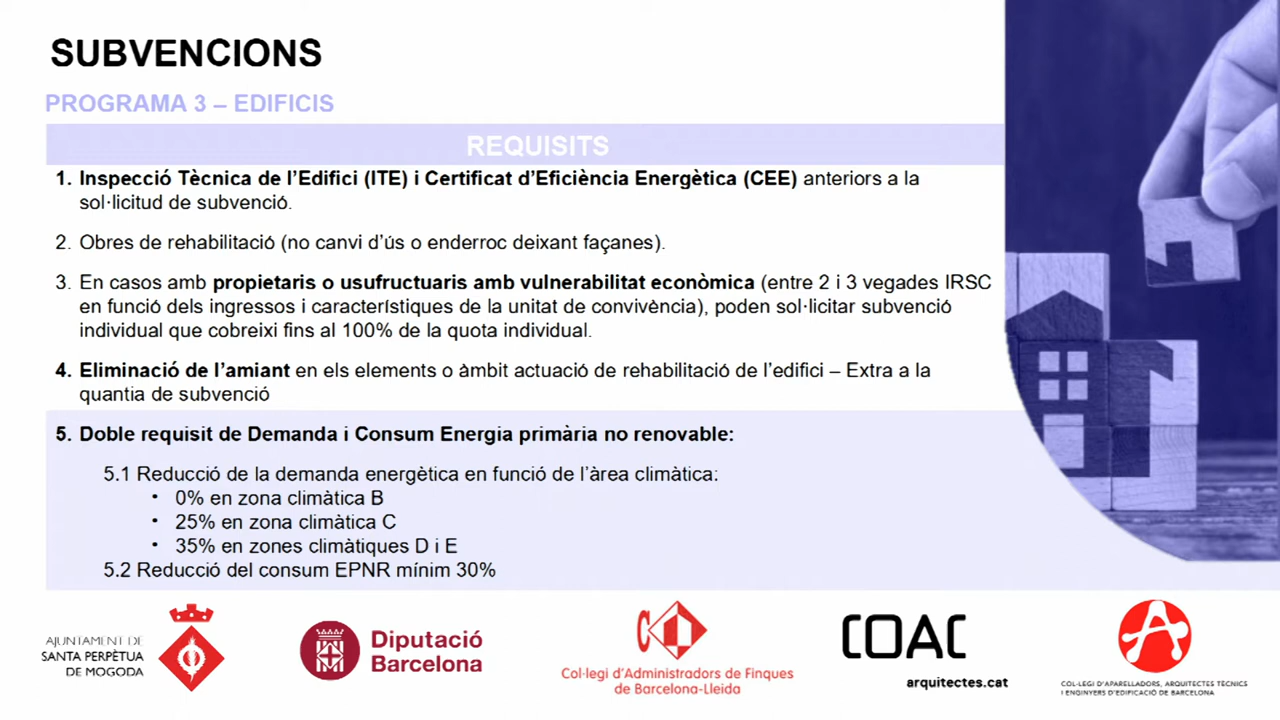 SUBVENCIONS
PROGRAMA 3 – EDIFICIS
REQUISITS
1. Inspecció Tècnica de l’Edifici (ITE) i Certificat d’Eficiència Energètica (CEE) anteriors a la
sol·licitud de subvenció.
2. Obres de rehabilitació (no canvi d’ús o enderroc deixant façanes).
3. En casos amb propietaris o usufructuaris amb vulnerabilitat econòmica (entre 2 i 3 vegades IRSC
en funció dels ingressos i característiques de la unitat de convivència), poden sol·licitar subvenció
individual que cobreixi fins al 100% de la quota individual.
4. Eliminació de l’amiant en els elements o àmbit actuació de rehabilitació de l’edifici – Extra a la
quantia de subvenció
5. Doble requisit de Demanda i Consum Energia primària no renovable:
5.1 Reducció de la demanda energètica en funció de l’àrea climàtica:
• 0% en zona climàtica B
• 25% en zona climàtica C
• 35% en zones climàtiques D i E
5.2 Reducció del consum EPNR mínim 30%
AJUNTAMENT DE
SANTA PERPÈTUA
DE MOGODA
Diputació
Barcelona
Col·legi d’Administradors de Finques
de Barcelona-Lleida
COAC
arquitectes.cat
COL·LEGI D’APARELLADORS, ARQUITECTES TÈCNICS
I ENGINYERS D’EDIFICACIÓ DE BARCELONA